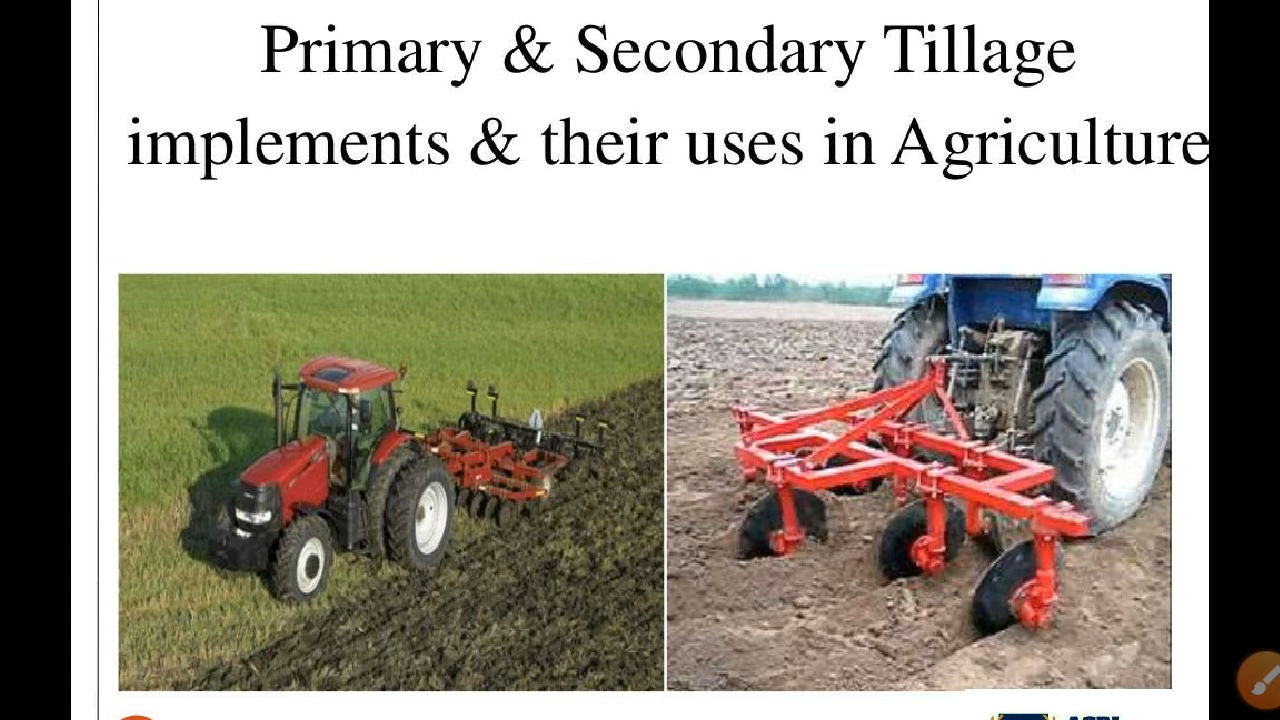 Primary & Secondary Tillage
implements & their uses in Agriculture